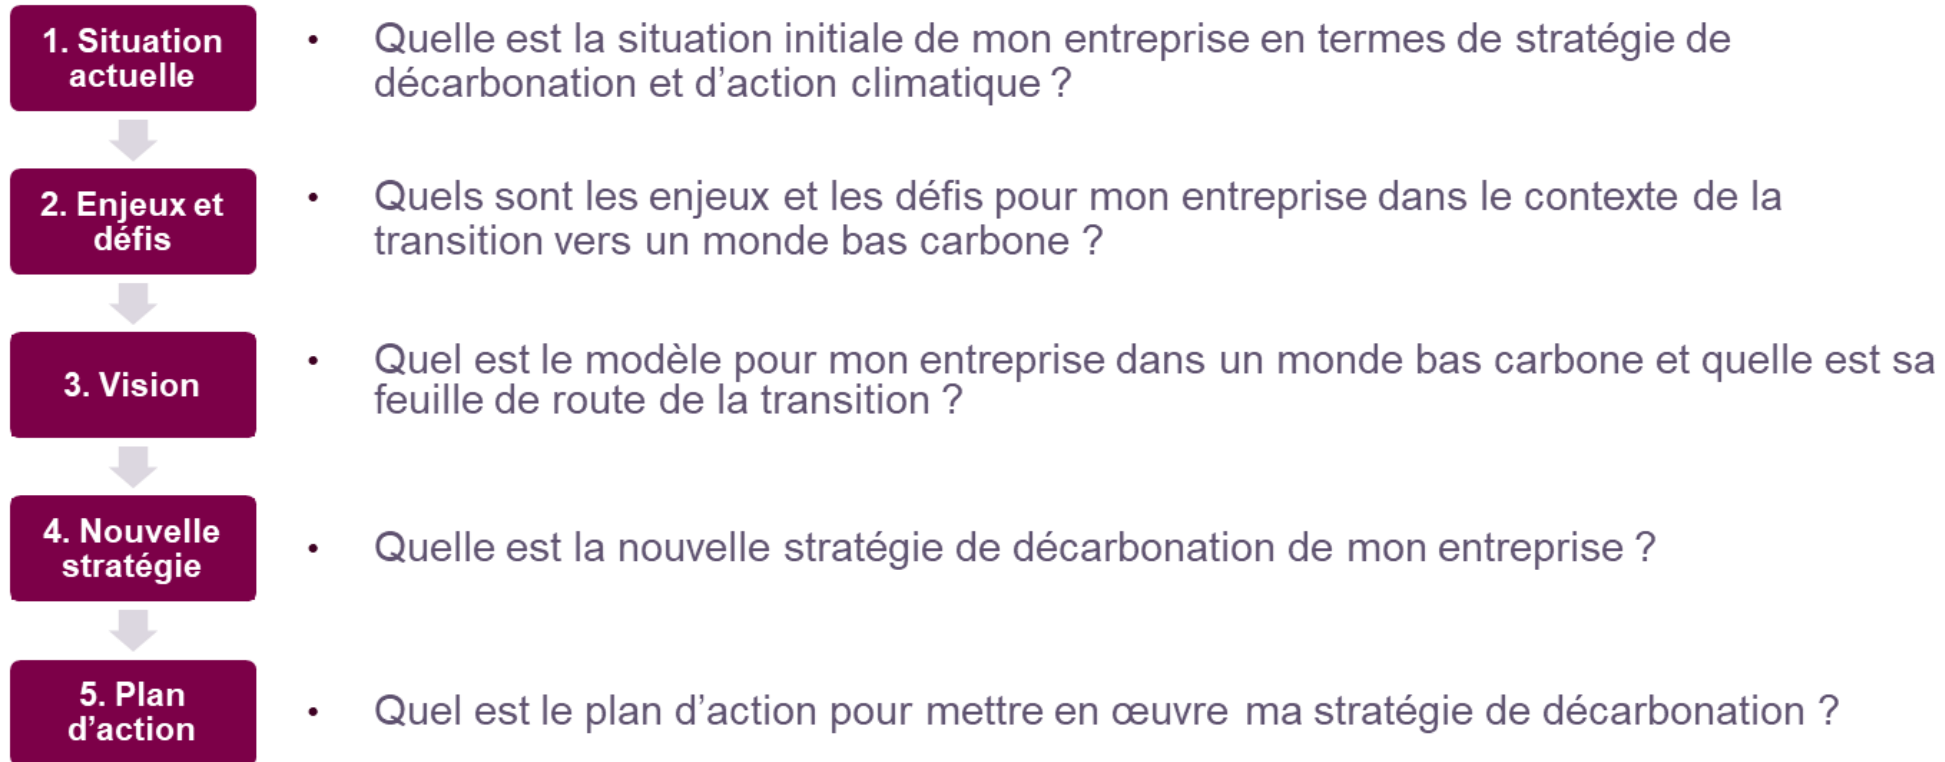 1. Situation
actuelle
• Quelle est la situation initiale de mon entreprise en termes de stratégie de
décarbonation et d’action climatique ?
2. Enjeux et
défis
• Quels sont les enjeux et les défis pour mon entreprise dans le contexte de la
transition vers un monde bas carbone ?
3. Vision
• Quel est le modèle pour mon entreprise dans un monde bas carbone et quelle est sa
feuille de route de la transition ?
4. Nouvelle
stratégie
• Quelle est la nouvelle stratégie de décarbonation de mon entreprise ?
5. Plan
d’action
• Quel est le plan d’action pour mettre en œuvre ma stratégie de décarbonation ?